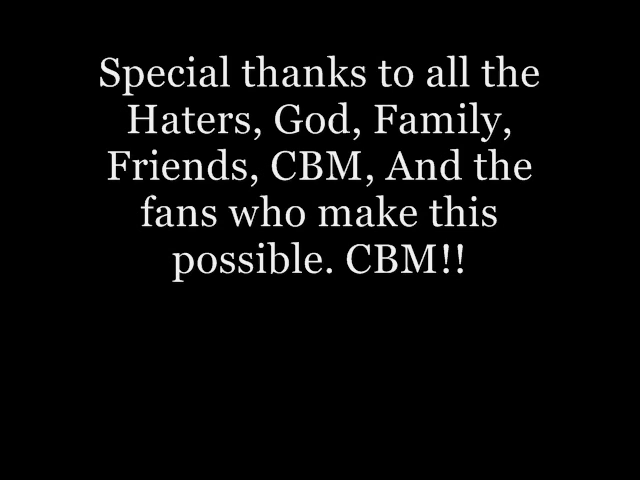 Special thanks to all the
Haters, God, Family,
Friends, CBM, And the
fans who make this
possible. CBM!!